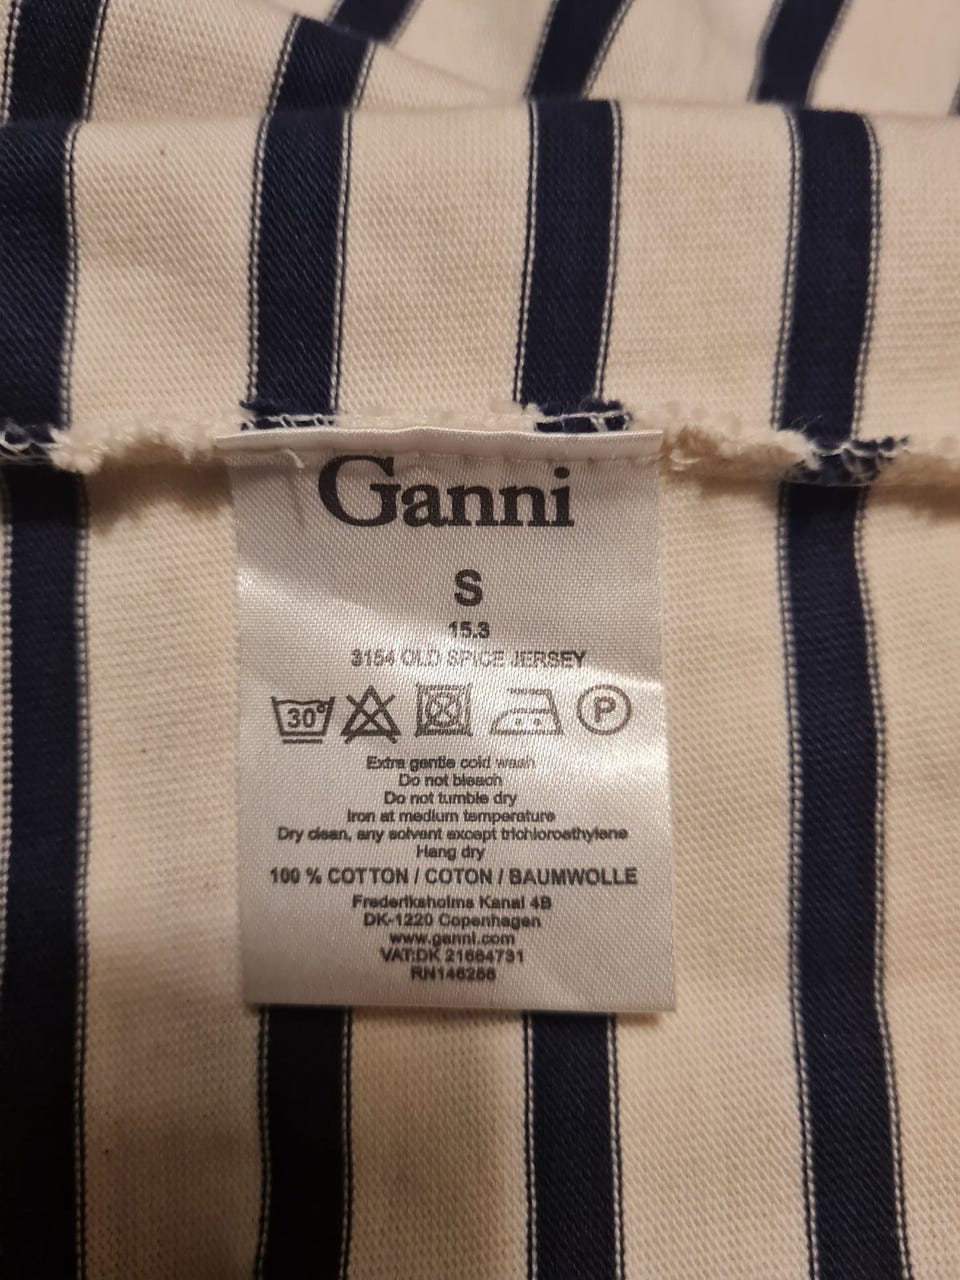 Ganni
S
15.3
3154 OLD SPICE JERSEY
30°
P
Extra gentle cold wash
Do not bleach
Do not tumble dry
Iron at medium temperature
Dry clean, any solvent except trichloroethylene
Hang dry
100 % COTTON / COTON / BAUMWOLLE
Frederiksholms Kanal 4B
DK-1220 Copenhagen
www.ganni.com
VAT:DK 21664731
RN146286